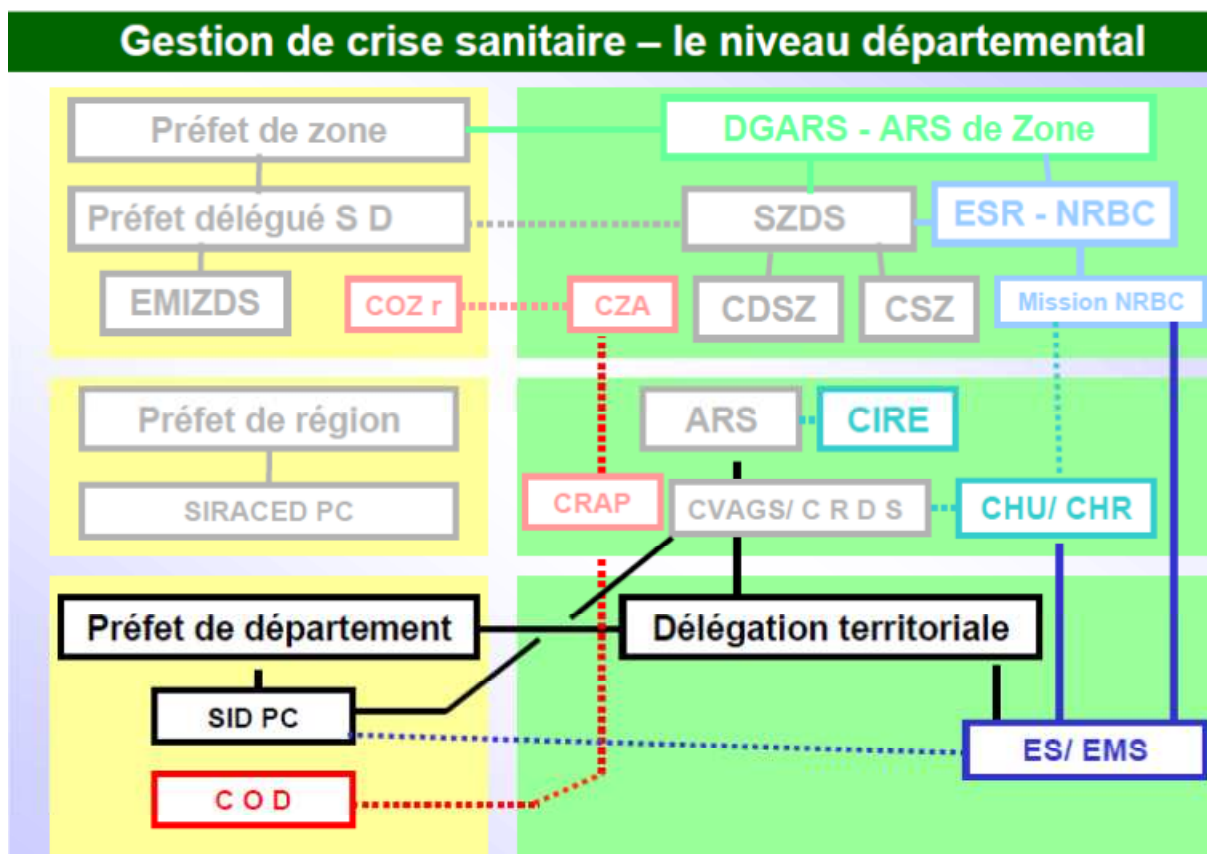 Gestion de crise sanitaire – le niveau départemental
Préfet de zone
DGARS - ARS de Zone
Préfet délégué S D
SZDS
ESR - NRBC
EMIZDS
COZ r
CZA
CDSZ
CSZ
Mission NRBC
Préfet de région
ARS
CIRE
SIRACED PC
CRAP
CVAGS/ C R D S
CHU/ CHR
Préfet de département
Délégation territoriale
SID PC
ES/ EMS
C O D